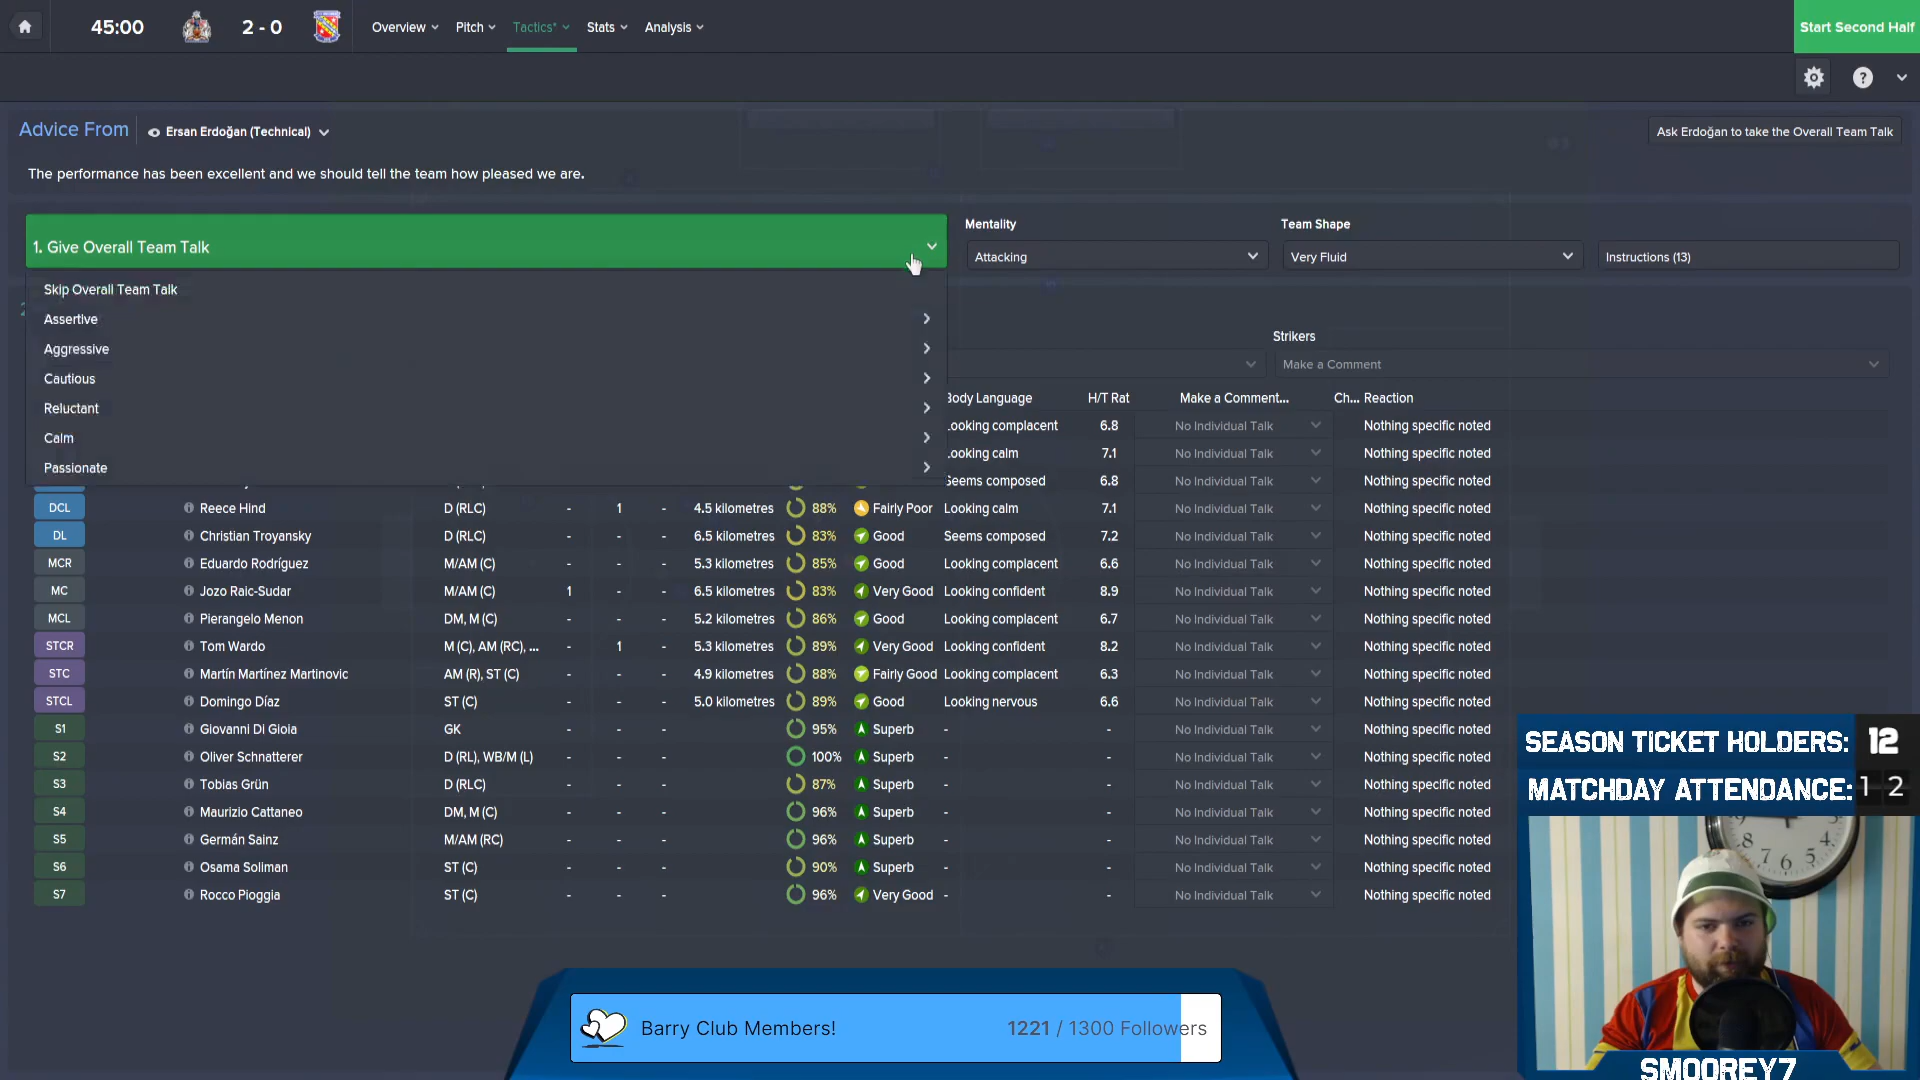 45:00 2 - 0 Overview Pitch Tactics* Stats Analysis Start Second Half
?
Advice From Ersan Erdoğan (Technical) Ask Erdoğan to take the Overall Team Talk
The performance has been excellent and we should tell the team how pleased we are.
Mentality Team Shape
1. Give Overall Team Talk Attacking Very Fluid Instructions (13)
Skip Overall Team Talk
Assertive
Strikers
Aggressive
Make a Comment
Cautious
Body Language H/T Rat Make a Comment... Ch... Reaction
Reluctant
Looking complacent 6.8 No Individual Talk Nothing specific noted
Calm
Looking calm 7.1 No Individual Talk Nothing specific noted
Passionate
Seems composed 6.8 No Individual Talk Nothing specific noted
DCL Reece Hind D (RLC) - 1 - 4.5 kilometres 88% Fairly Poor Looking calm 7.1 No Individual Talk Nothing specific noted
DL Christian Troyansky D (RLC) - - - 6.5 kilometres 83% Good Seems composed 7.2 No Individual Talk Nothing specific noted
MCR Eduardo Rodríguez M/AM (C) - - - 5.3 kilometres 85% Good Looking complacent 6.6 No Individual Talk Nothing specific noted
MC Jozo Raic-Sudar M/AM (C) 1 - - 6.5 kilometres 83% Very Good Looking confident 8.9 No Individual Talk Nothing specific noted
MCL Pierangelo Menon DM, M (C) - - - 5.2 kilometres 86% Good Looking complacent 6.7 No Individual Talk Nothing specific noted
STCR Tom Wardo M (C), AM (RC), ... - 1 - 5.3 kilometres 89% Very Good Looking confident 8.2 No Individual Talk Nothing specific noted
STC Martín Martínez Martinovic AM (R), ST (C) - - - 4.9 kilometres 88% Fairly Good Looking complacent 6.3 No Individual Talk Nothing specific noted
STCL Domingo Díaz ST (C) - - - 5.0 kilometres 89% Good Looking nervous 6.6 No Individual Talk Nothing specific noted
S1 Giovanni Di Gioia GK - - - 95% Superb - - No Individual Talk Nothing specific noted
S2 Oliver Schnatterer D (RL), WB/M (L) - - - 100% Superb - - No Individual Talk Nothing specific noted
S3 Tobias Grün D (RLC) - - - 87% Superb - - No Individual Talk Nothing specific noted
S4 Maurizio Cattaneo DM, M (C) - - - 96% Superb - - No Individual Talk Nothing specific noted
S5 Germán Sainz M/AM (RC) - - - 96% Superb - - No Individual Talk Nothing specific noted
S6 Osama Soliman ST (C) - - - 90% Superb - - No Individual Talk Nothing specific noted
S7 Rocco Pioggia ST (C) - - - 96% Very Good - - No Individual Talk Nothing specific noted
SEASON TICKET HOLDERS: 12
MATCHDAY ATTENDANCE: 1 2
Barry Club Members! 1221 / 1300 Followers
SMOOREY7